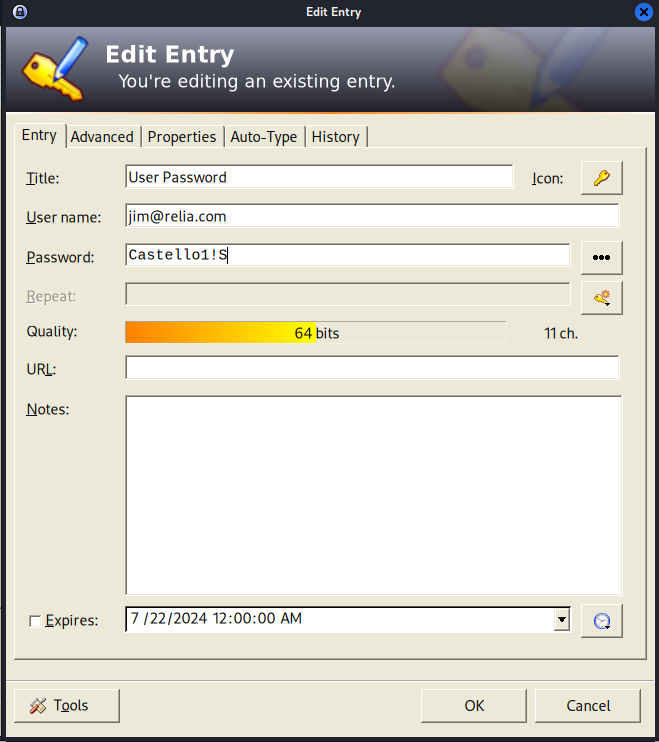 Edit Entry
Edit Entry
You're editing an existing entry.
Entry Advanced Properties Auto-Type History
Title: User Password Icon:
User name: jim@relia.com
Password: Castello1!S
Repeat:
Quality: 64 bits 11 ch.
URL:
Notes:
Expires: 7 /22/2024 12:00:00 AM
Tools OK Cancel